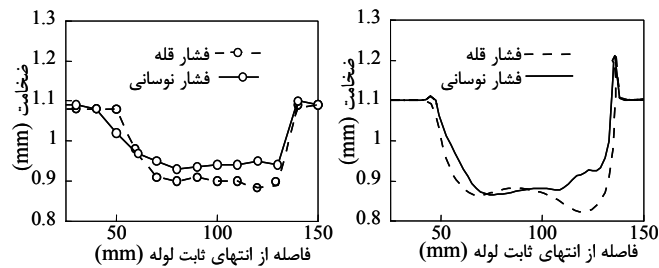 1.3
1.2
1.1
1
0.9
0.8
ضخامت (mm)
فشار قله
فشار نوسانی
50
100
150
فاصله از انتهای ثابت لوله (mm)
1.3
1.2
1.1
1
0.9
0.8
ضخامت (mm)
فشار قله
فشار نوسانی
50
100
150
فاصله از انتهای ثابت لوله (mm)